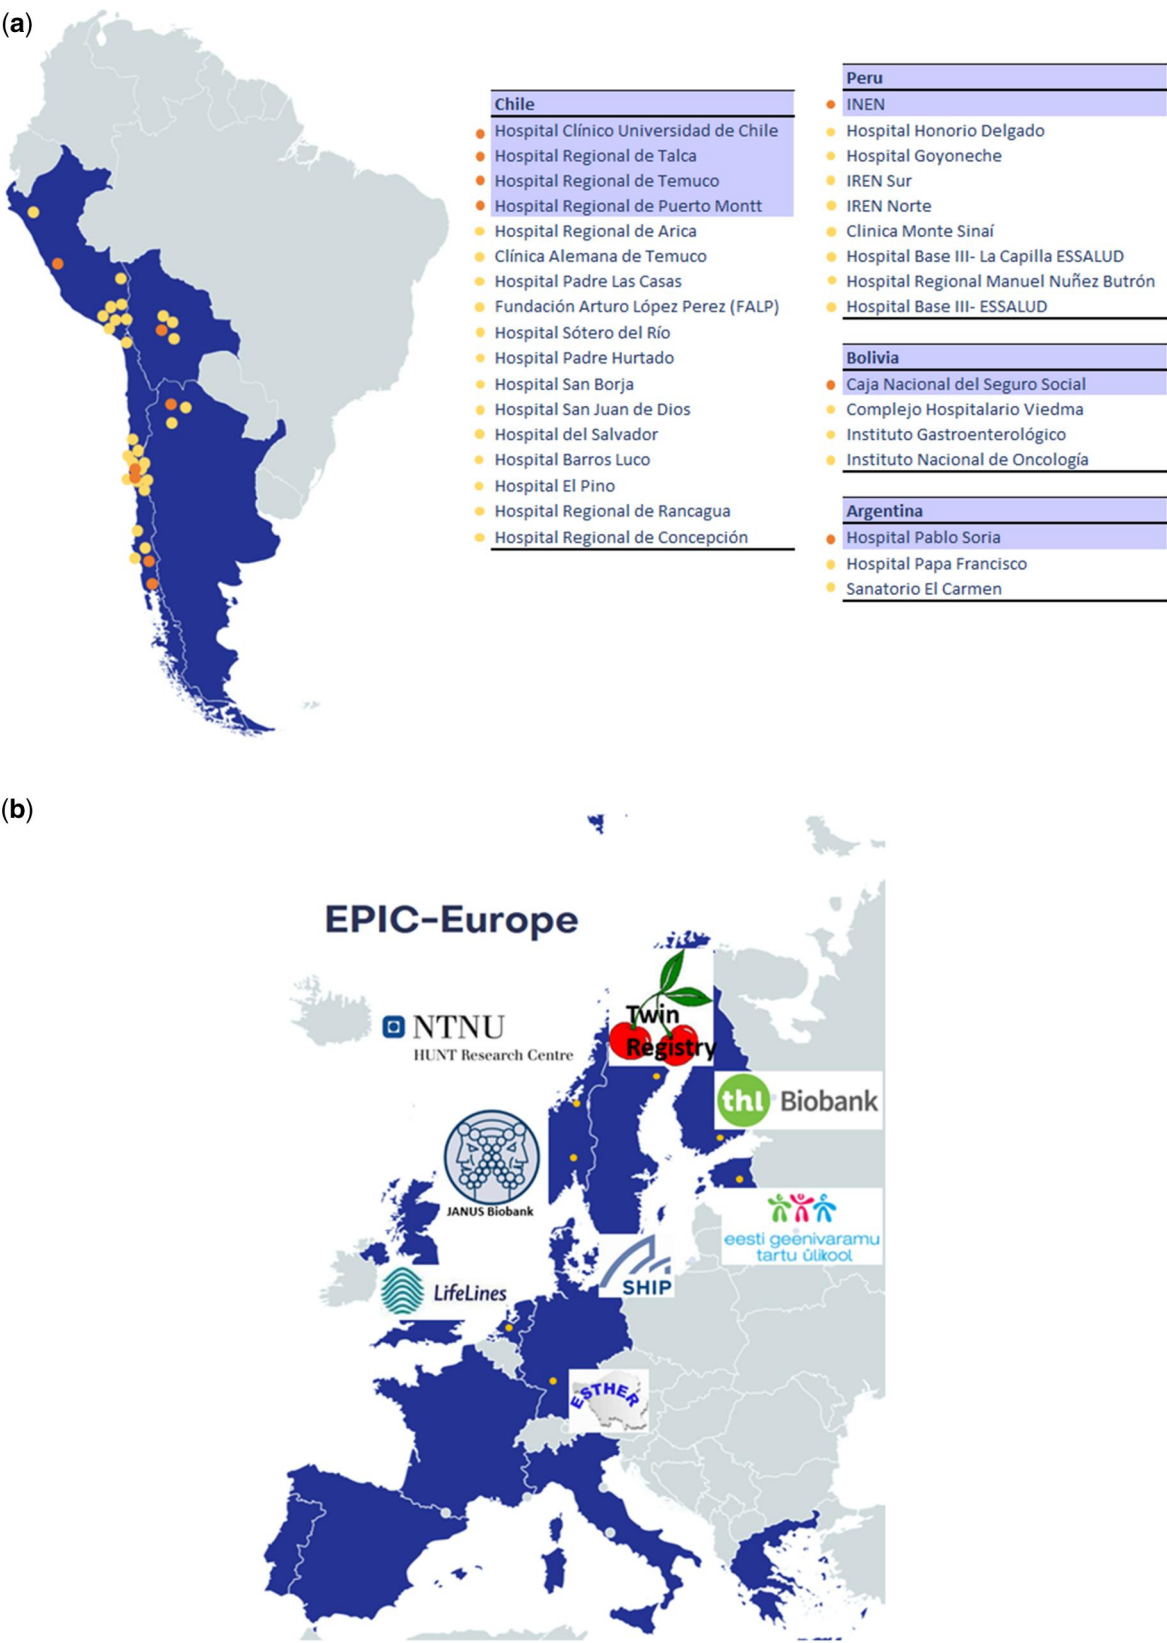 (a)
Chile
Hospital Clínico Universidad de Chile
Hospital Regional de Talca
Hospital Regional de Temuco
Hospital Regional de Puerto Montt
Hospital Regional de Arica
Clínica Alemana de Temuco
Hospital Padre Las Casas
Fundación Arturo López Perez (FALP)
Hospital Sótero del Río
Hospital Padre Hurtado
Hospital San Borja
Hospital San Juan de Dios
Hospital del Salvador
Hospital Barros Luco
Hospital El Pino
Hospital Regional de Rancagua
Hospital Regional de Concepción
Peru
INEN
Hospital Honorio Delgado
Hospital Goyoneche
IREN Sur
IREN Norte
Clinica Monte Sinaí
Hospital Base III- La Capilla ESSALUD
Hospital Regional Manuel Nuñez Butrón
Hospital Base III- ESSALUD
Bolivia
Caja Nacional del Seguro Social
Complejo Hospitalario Viedma
Instituto Gastroenterológico
Instituto Nacional de Oncología
Argentina
Hospital Pablo Soria
Hospital Papa Francisco
Sanatorio El Carmen
(b)
EPIC-Europe
NTNU
HUNT Research Centre
Twin
Registry
thl Biobank
JANUS Biobank
eesti geenivaramu
tartu ülikool
SHIP
LifeLines
ESTHER